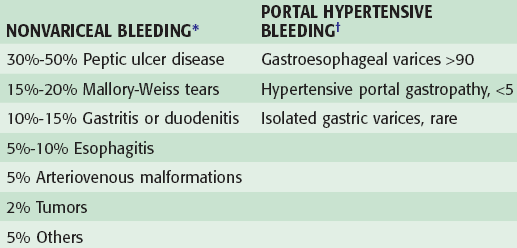 NONVARICEAL BLEEDING* PORTAL HYPERTENSIVE BLEEDING†
30%-50% Peptic ulcer disease Gastroesophageal varices >90
15%-20% Mallory-Weiss tears Hypertensive portal gastropathy, <5
10%-15% Gastritis or duodenitis Isolated gastric varices, rare
5%-10% Esophagitis
5% Arteriovenous malformations
2% Tumors
5% Others